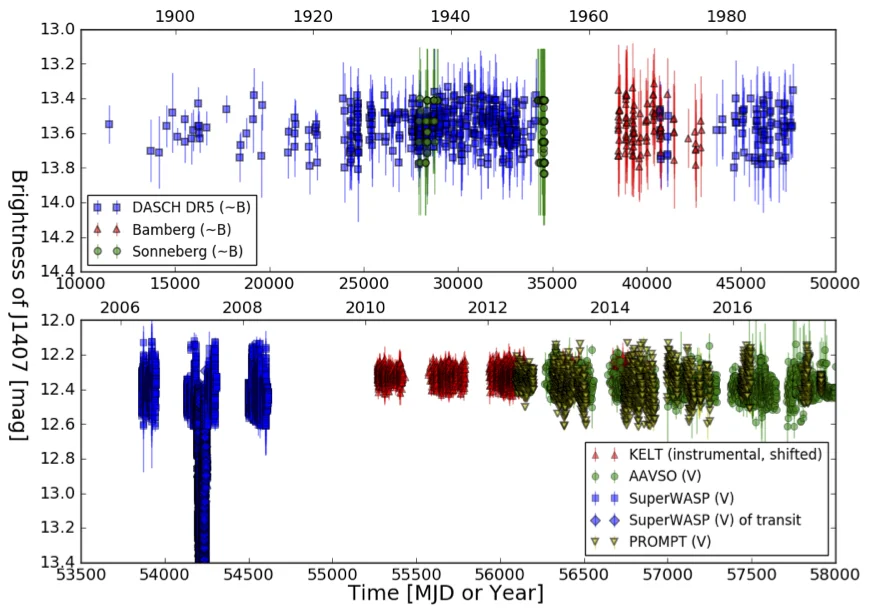 1900 1920 1940 1960 1980
13.0
13.2
13.4
13.6
13.8
14.0
14.2
14.4
DASCH DR5 (~B)
Bamberg (~B)
Sonneberg (~B)
10000 15000 20000 25000 30000 35000 40000 45000 50000
Brightness of J1407 [mag]
2006 2008 2010 2012 2014 2016
12.0
12.2
12.4
12.6
12.8
13.0
13.2
13.4
KELT (instrumental, shifted)
AAVSO (V)
SuperWASP (V)
SuperWASP (V) of transit
PROMPT (V)
53500 54000 54500 55000 55500 56000 56500 57000 57500 58000
Time [MJD or Year]